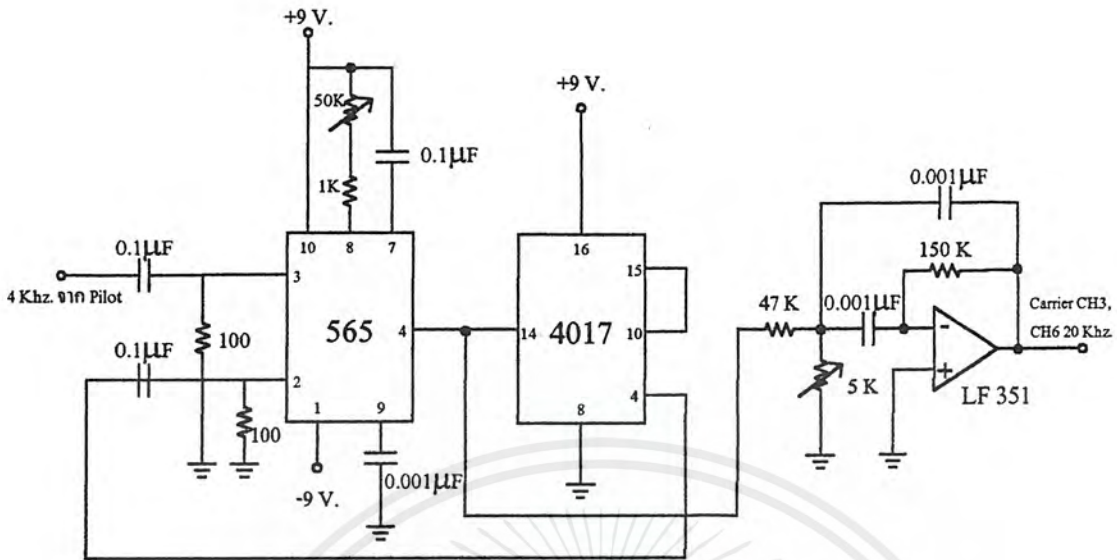 +9 V.
50K
1K
0.1µF
10
8
7
0.1µF
3
4 Khz. จาก Pilot
100
565
4
0.1µF
2
100
1
9
-9 V.
0.001µF
+9 V.
16
15
14
4017
10
4
8
0.001µF
150 K
47 K
0.001µF
-
+
5 K
LF 351
Carrier CH3,
CH6 20 Khz.